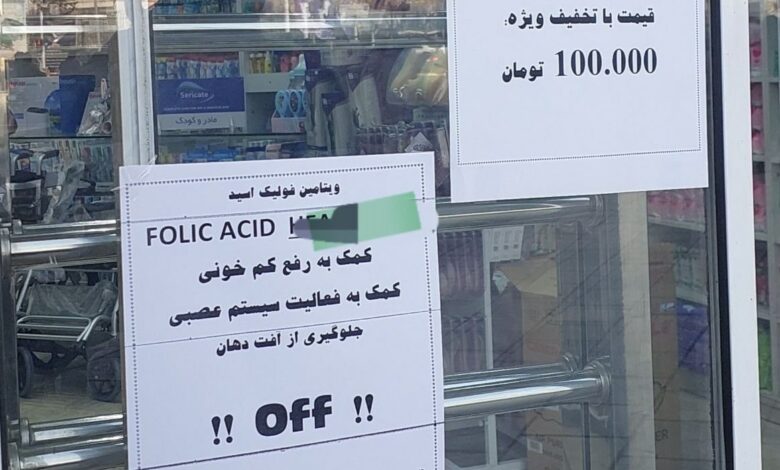 قیمت با تخفیف ویژه:
100.000 تومان
Sericate
مادر و کودک
ویتامین فولیک اسید
FOLIC ACID
کمک به رفع کم خونی
کمک به فعالیت سیستم عصبی
جلوگیری از آفت دهان
!! Off !!